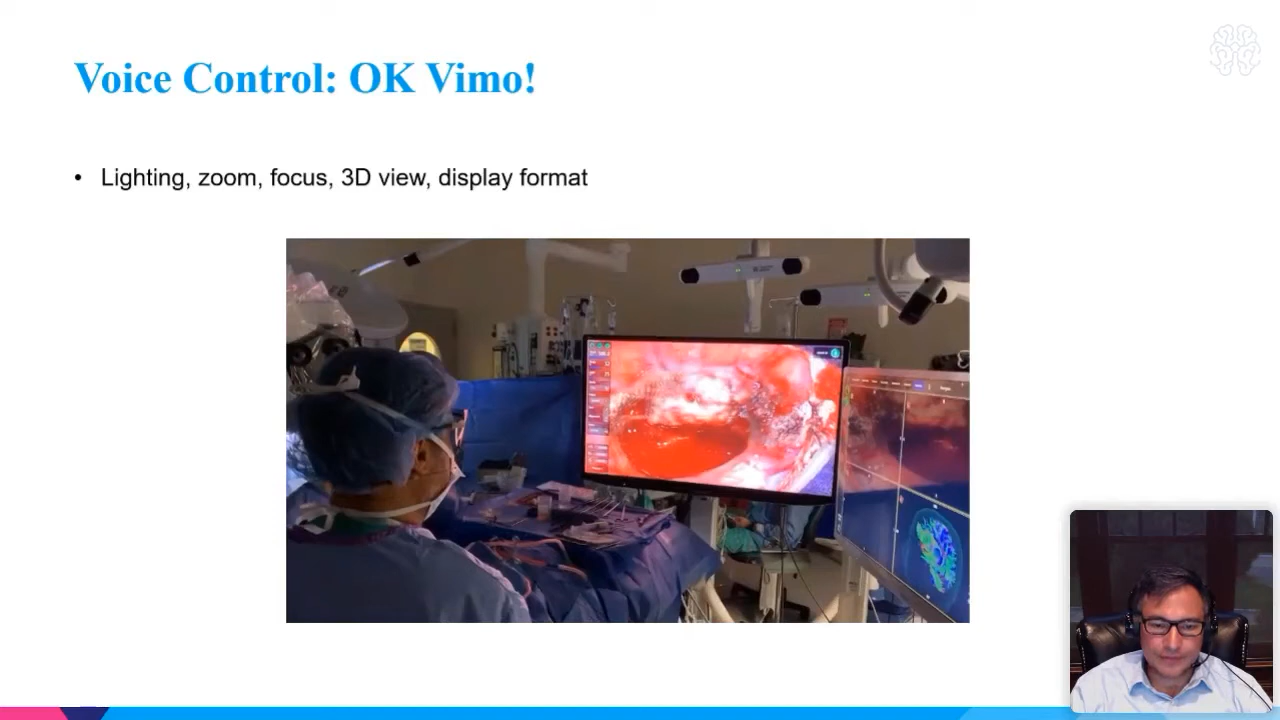 Voice Control: OK Vimo!
• Lighting, zoom, focus, 3D view, display format